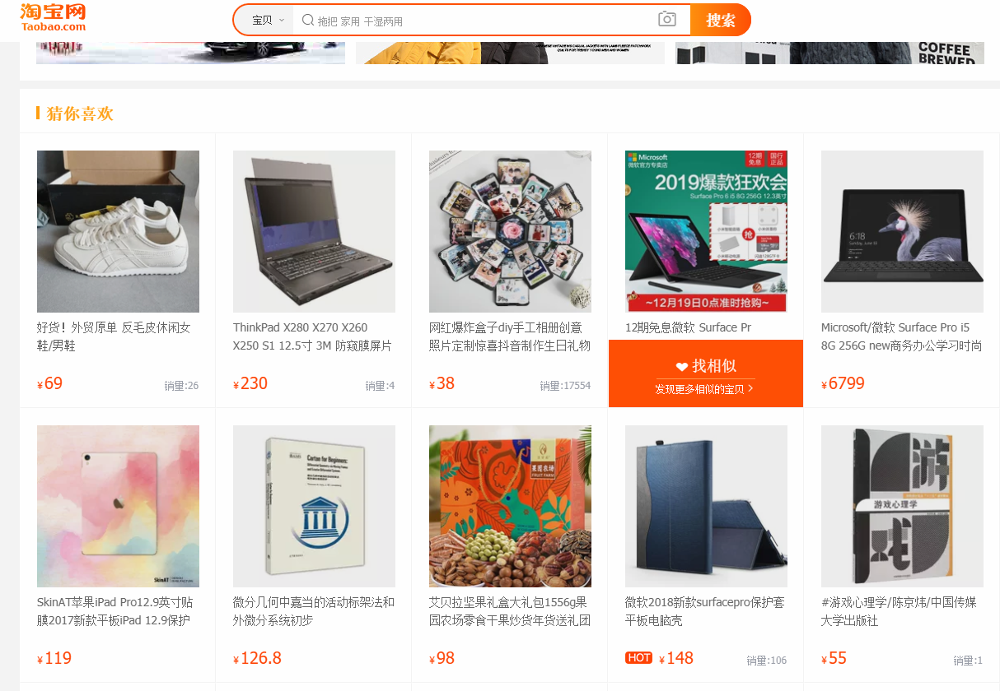 淘宝网
Taobao.com
宝贝
拖把 家用 干湿两用
搜索
COFFEE
BREWED
猜你喜欢
Microsoft
微软官方专卖店
12期
免息
国行
正品
2019爆款狂欢会
Surface Pro 6 i5 8G 256G 12.3英寸
抢
~12月19日0点准时抢购~
6:18
好货！外贸原单 反毛皮休闲女
鞋/男鞋
¥69
销量:26
ThinkPad X280 X270 X260
X250 S1 12.5寸 3M 防窥膜屏片
¥230
销量:4
网红爆炸盒子diy手工相册创意
照片定制惊喜抖音制作生日礼物
¥38
销量:17554
12期免息微软 Surface Pr
找相似
发现更多相似的宝贝
Microsoft/微软 Surface Pro i5
8G 256G new商务办公学习时尚
¥6799
SkinAT
Cartan for Beginners:
果园农场
FRUIT FARM
游戏心理学
游
戏
SkinAT苹果iPad Pro12.9英寸贴
膜2017新款平板iPad 12.9保护
¥119
微分几何中嘉当的活动标架法和
外微分系统初步
¥126.8
艾贝拉坚果礼盒大礼包1556g果
园农场零食干果炒货年货送礼团
¥98
微软2018新款surfacepro保护套
平板电脑壳
HOT ¥148
销量:106
#游戏心理学/陈京炜/中国传媒
大学出版社
¥55
销量:1